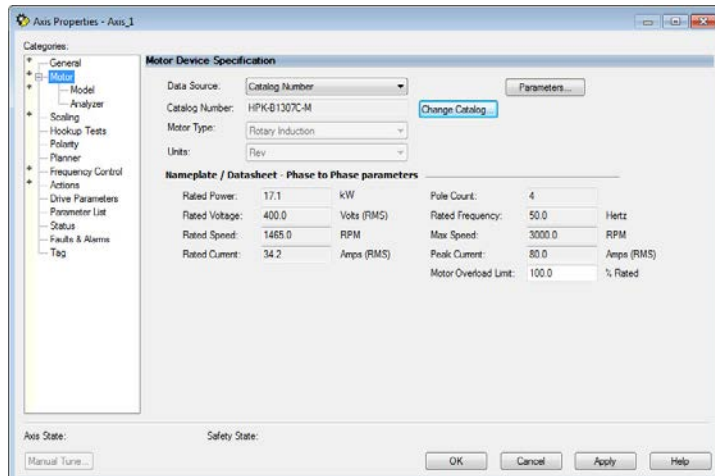 Axis Properties - Axis_1
Categories:
General
Motor
Model
Analyzer
Scaling
Hookup Tests
Polarity
Planner
Frequency Control
Actions
Drive Parameters
Parameter List
Status
Faults & Alarms
Tag
Motor Device Specification
Data Source: Catalog Number Parameters...
Catalog Number: HPK-B1307C-M Change Catalog...
Motor Type: Rotary Induction
Units: Rev
Nameplate / Datasheet - Phase to Phase parameters
Rated Power: 17.1 kW Pole Count: 4
Rated Voltage: 400.0 Volts (RMS) Rated Frequency: 50.0 Hertz
Rated Speed: 1465.0 RPM Max Speed: 3000.0 RPM
Rated Current: 34.2 Amps (RMS) Peak Current: 80.0 Amps (RMS)
Motor Overload Limit: 100.0 % Rated
Axis State: Safety State:
Manual Tune... OK Cancel Apply Help